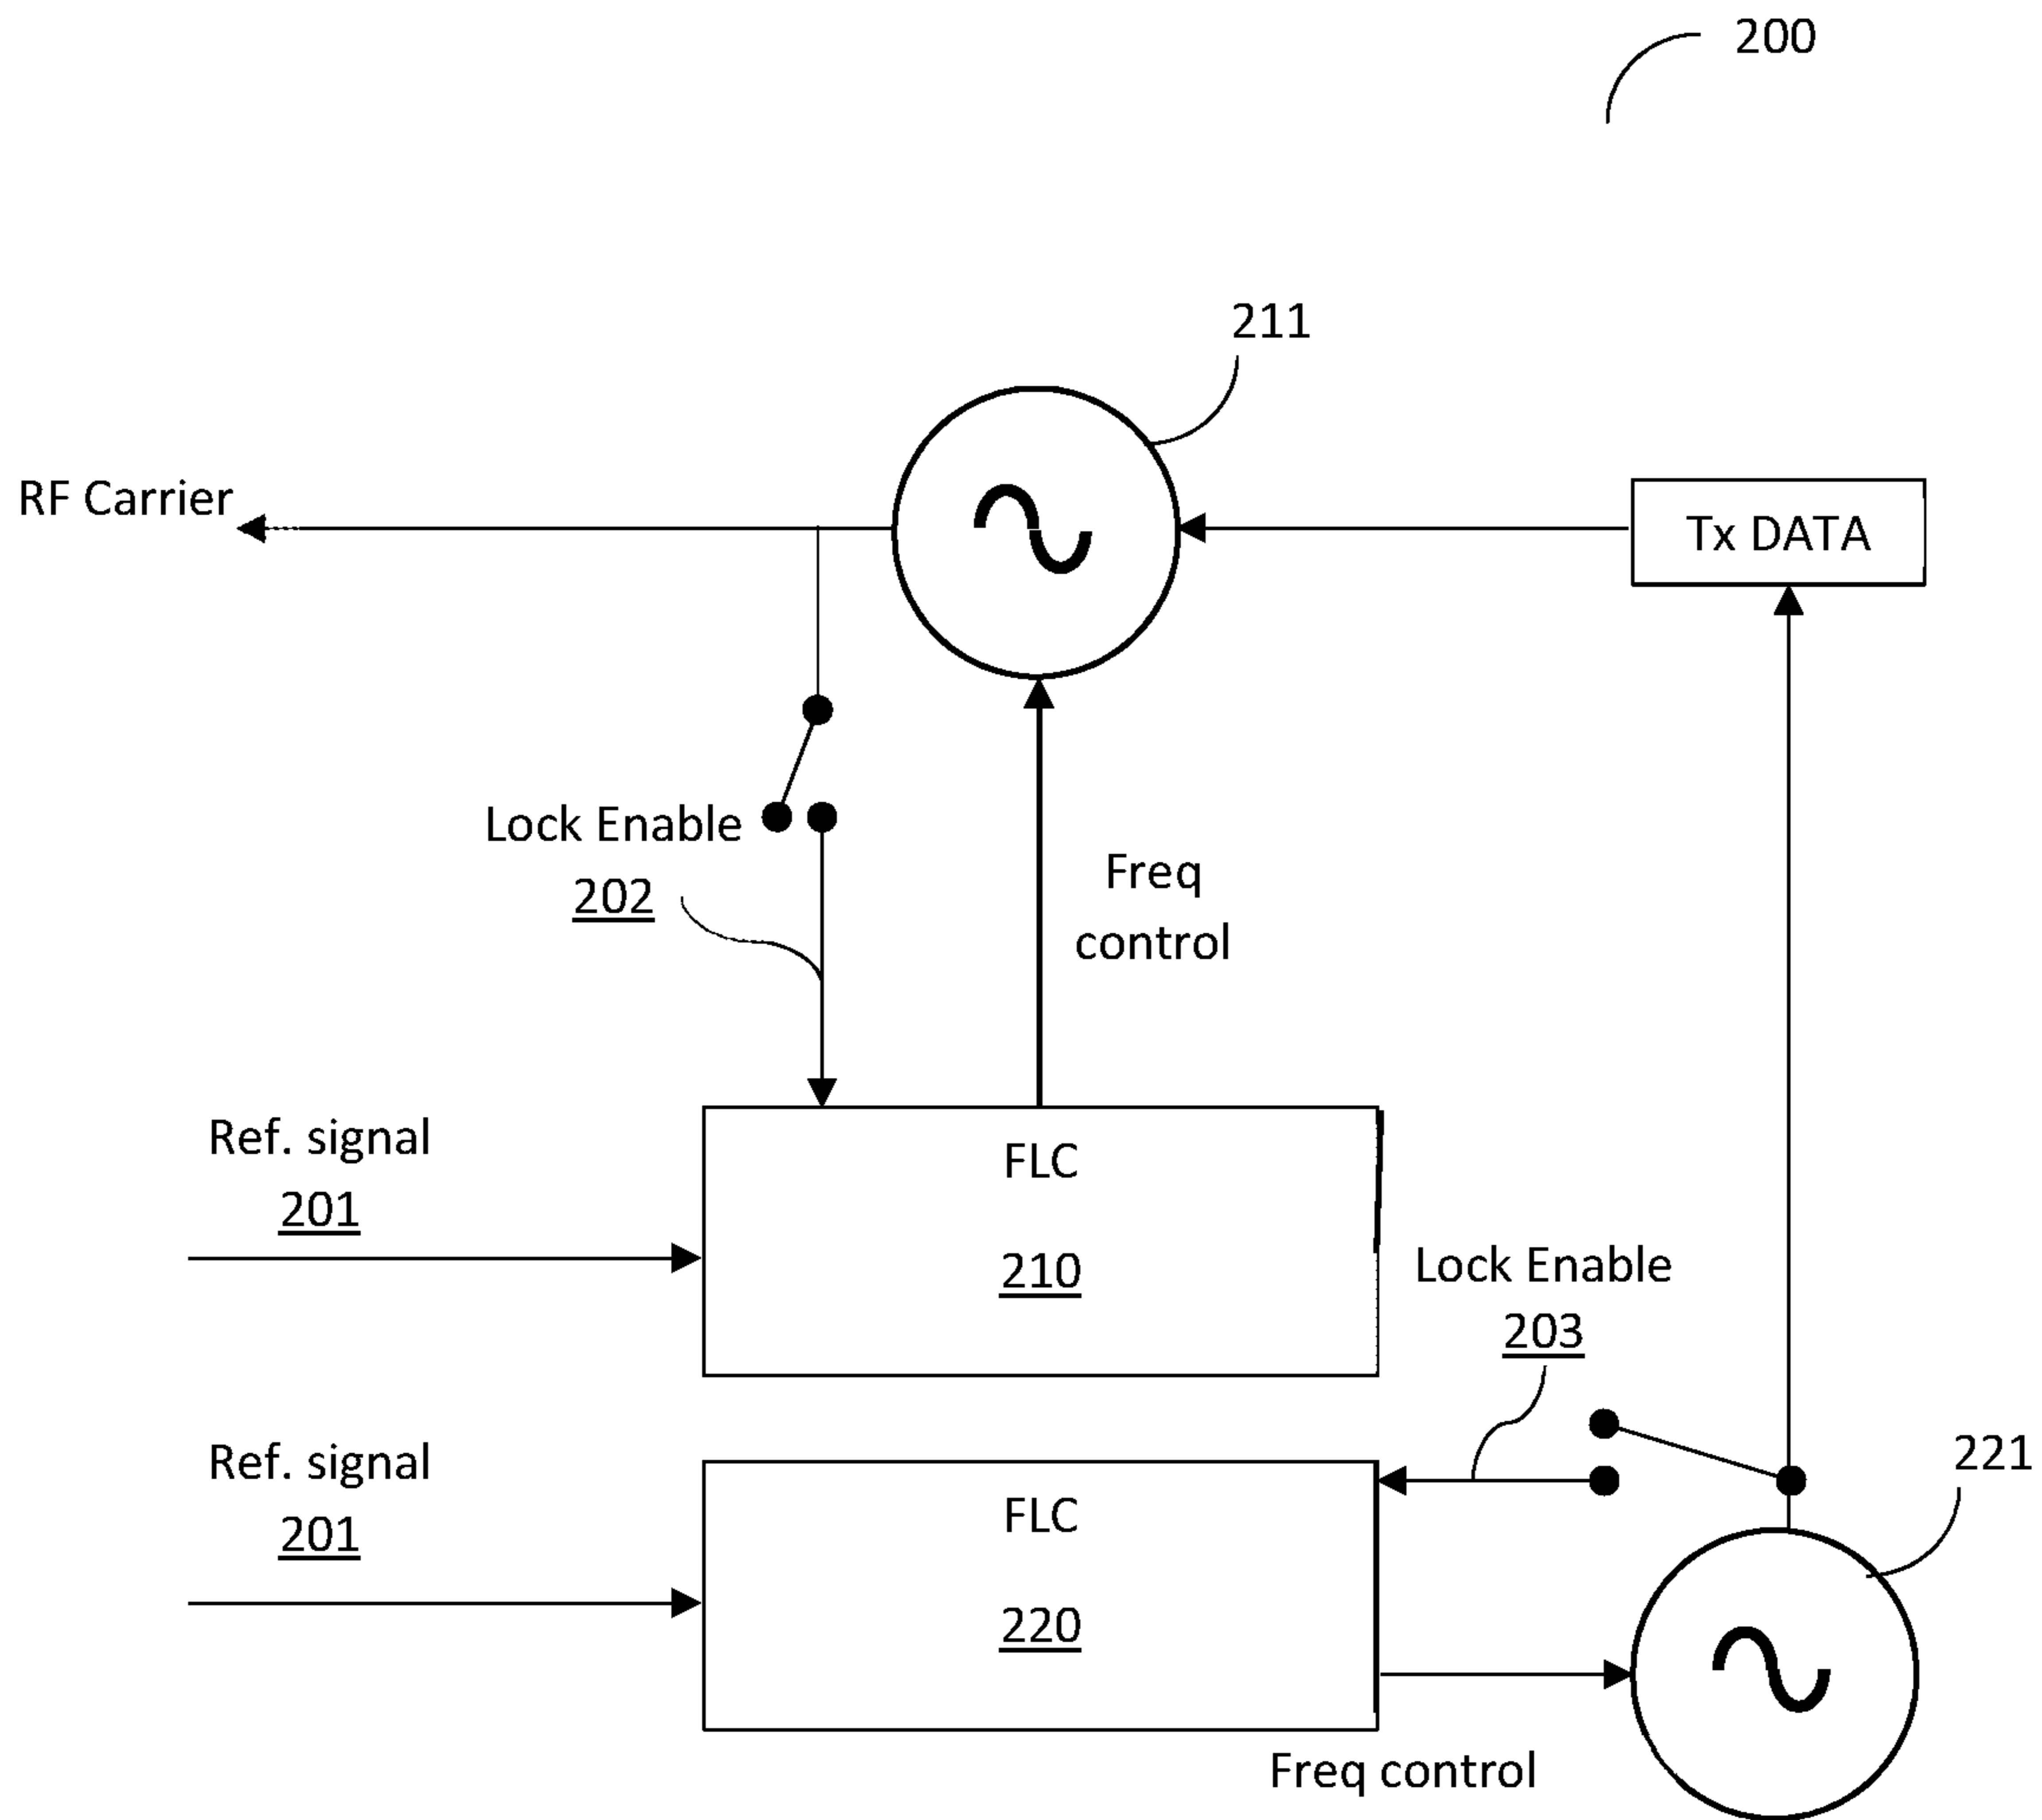 200
211
RF Carrier
Tx DATA
Lock Enable
202
Freq
control
Ref. signal
201
FLC
210
Lock Enable
203
Ref. signal
201
FLC
220
221
Freq control